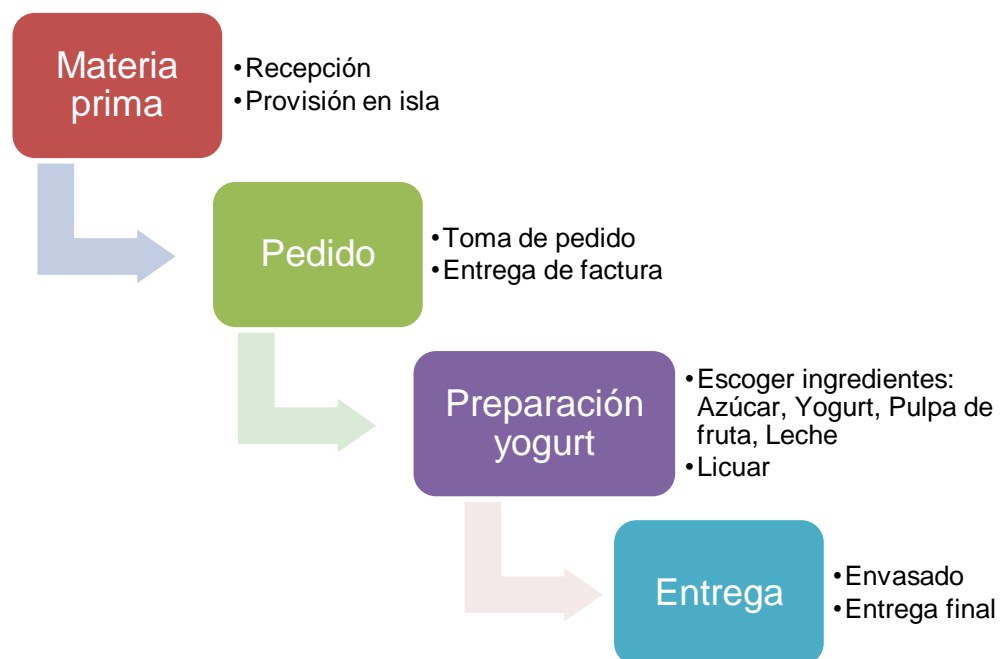 Materia
prima
•Recepción
•Provisión en isla
Pedido
•Toma de pedido
•Entrega de factura
Preparación
yogurt
•Escoger ingredientes:
Azúcar, Yogurt, Pulpa de
fruta, Leche
•Licuar
Entrega
•Envasado
•Entrega final